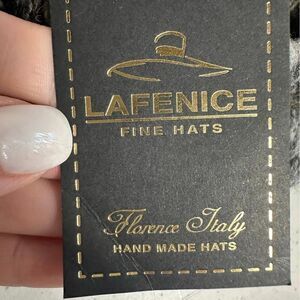 LAFENICE
FINE HATS
Florence Italy
HAND MADE HATS